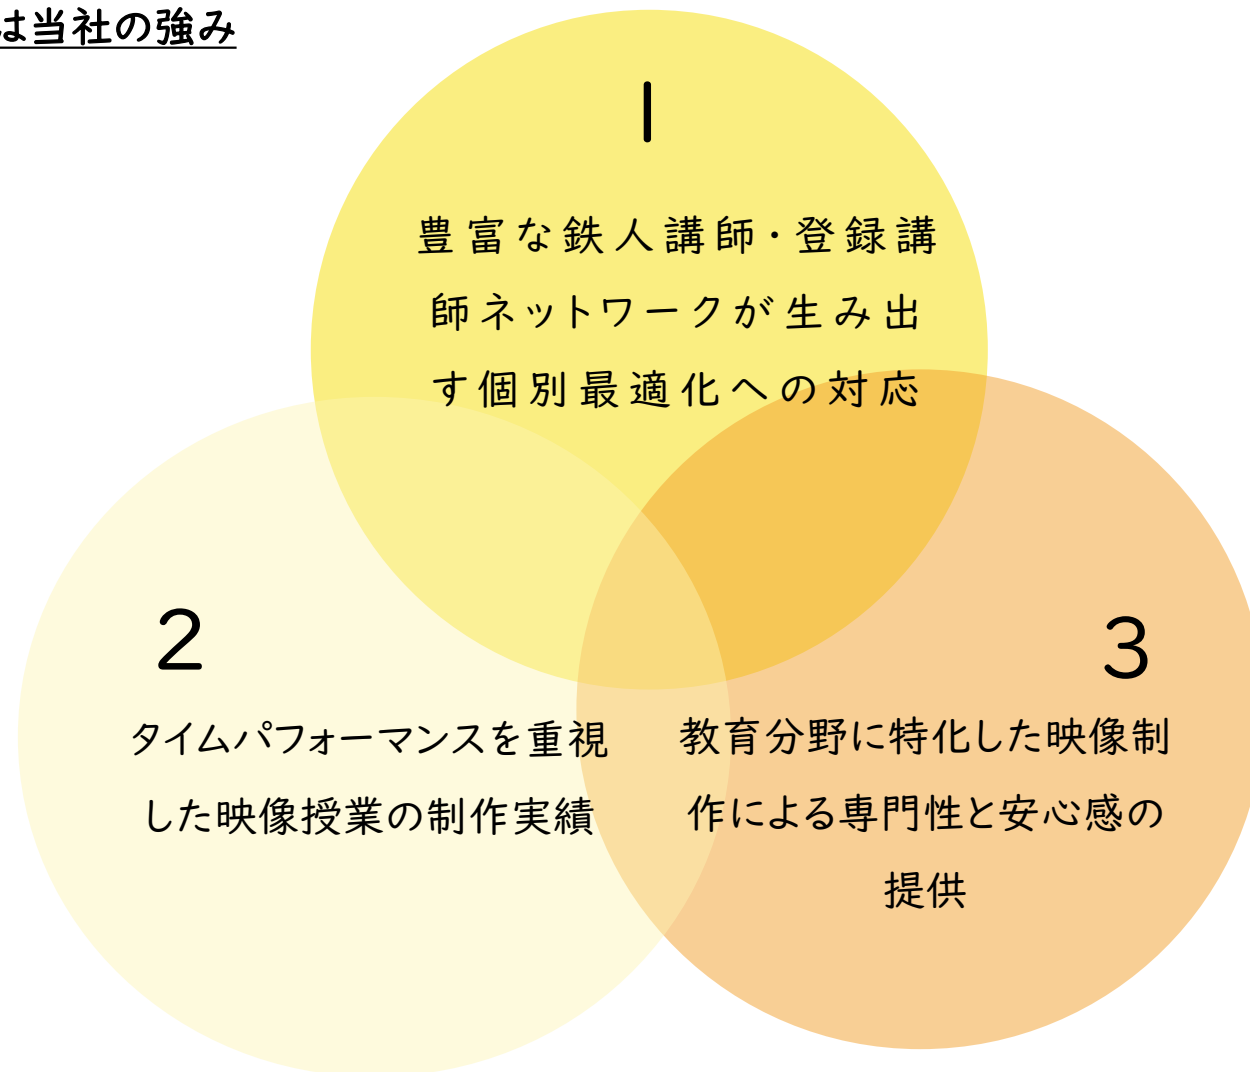 は当社の強み
1
豊富な鉄人講師・登録講
師ネットワークが生み出
す個別最適化への対応
2
タイムパフォーマンスを重視
した映像授業の制作実績
3
教育分野に特化した映像制
作による専門性と安心感の
提供